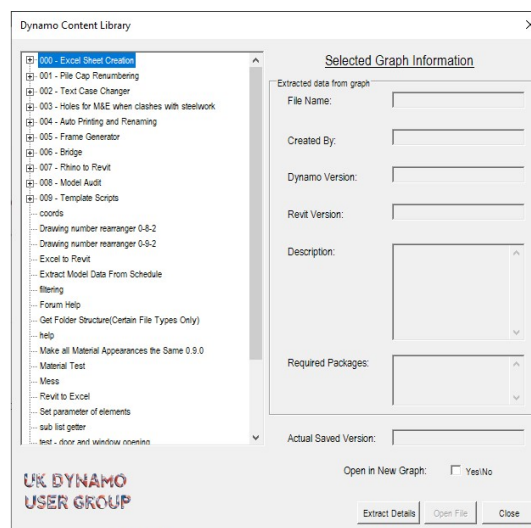 Dynamo Content Library
000 - Excel Sheet Creation
001 - Pile Cap Renumbering
002 - Text Case Changer
003 - Holes for M&E when clashes with steelwork
004 - Auto Printing and Renaming
005 - Frame Generator
006 - Bridge
007 - Rhino to Revit
008 - Model Audit
009 - Template Scripts
coords
Drawing number rearranger 0-8-2
Drawing number rearranger 0-9-2
Excel to Revit
Extract Model Data From Schedule
filtering
Forum Help
Get Folder Structure(Certain File Types Only)
help
Make all Material Appearances the Same 0.9.0
Material Test
Mess
Revit to Excel
Set parameter of elements
sub list getter
test - door and window opening
UK DYNAMO
USER GROUP
Selected Graph Information
Extracted data from graph
File Name:
Created By:
Dynamo Version:
Revit Version:
Description:
Required Packages:
Actual Saved Version:
Open in New Graph:
Yes\No
Extract Details
Open File
Close